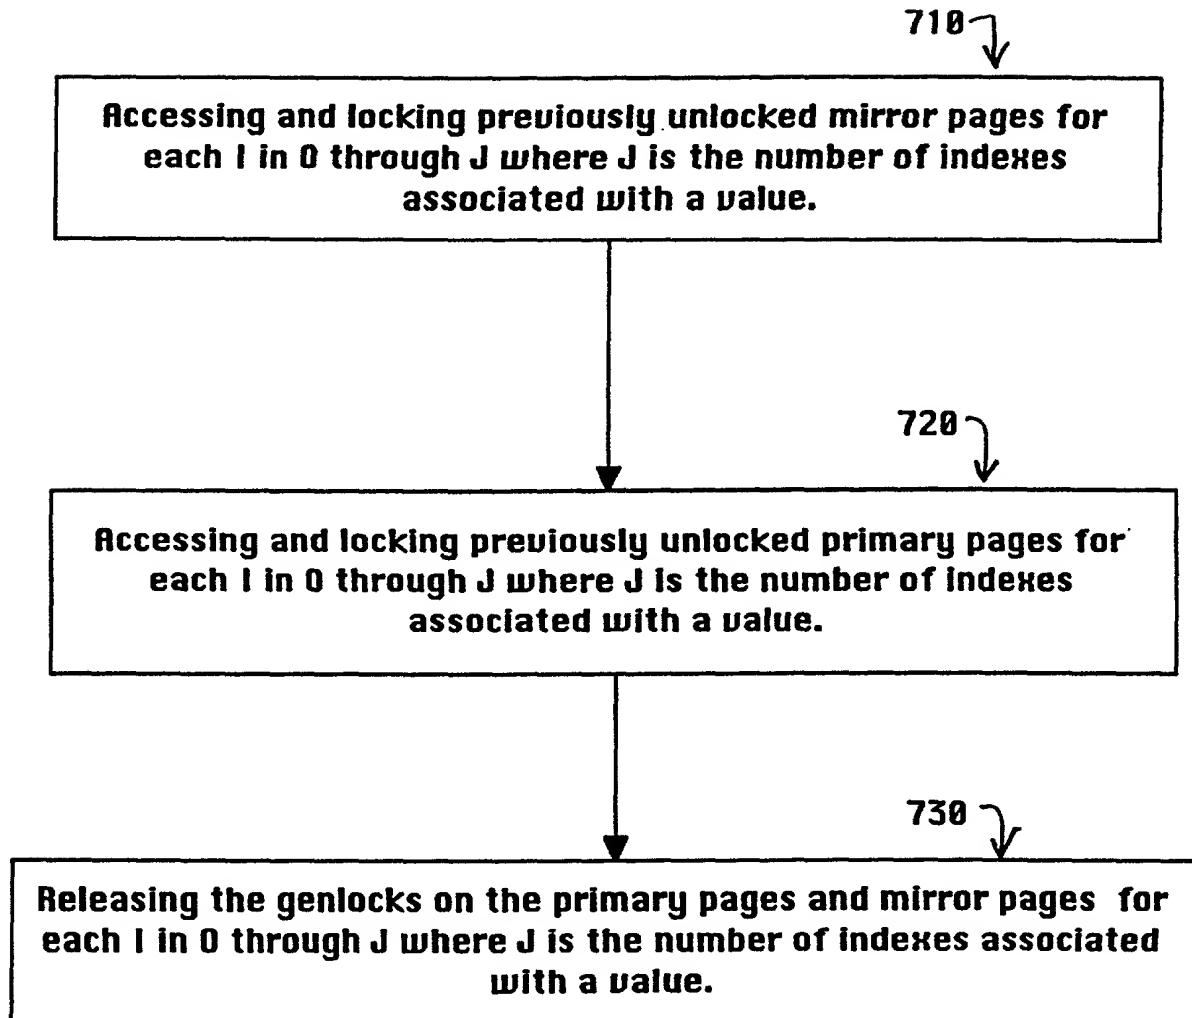 710
Accessing and locking previously unlocked mirror pages for
each I in 0 through J where J is the number of indexes
associated with a value.
720
Accessing and locking previously unlocked primary pages for
each I in 0 through J where J is the number of indexes
associated with a value.
730
Releasing the genlocks on the primary pages and mirror pages for
each I in 0 through J where J is the number of indexes associated
with a value.